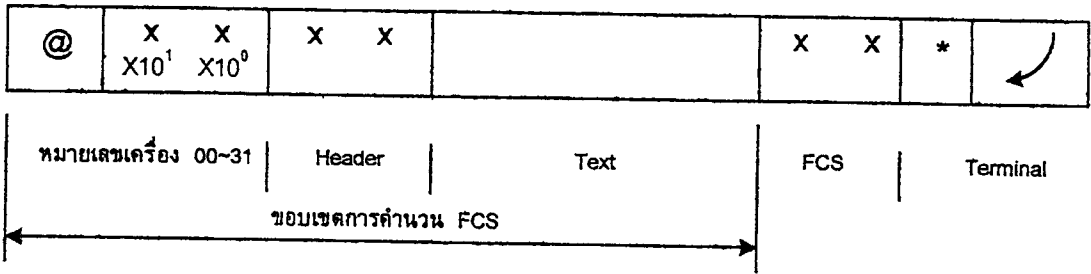 @ X X X X X X *
X10¹ X10⁰
หมายเลขเครื่อง 00~31 Header Text FCS Terminal
ขอบเขตการคำนวน FCS